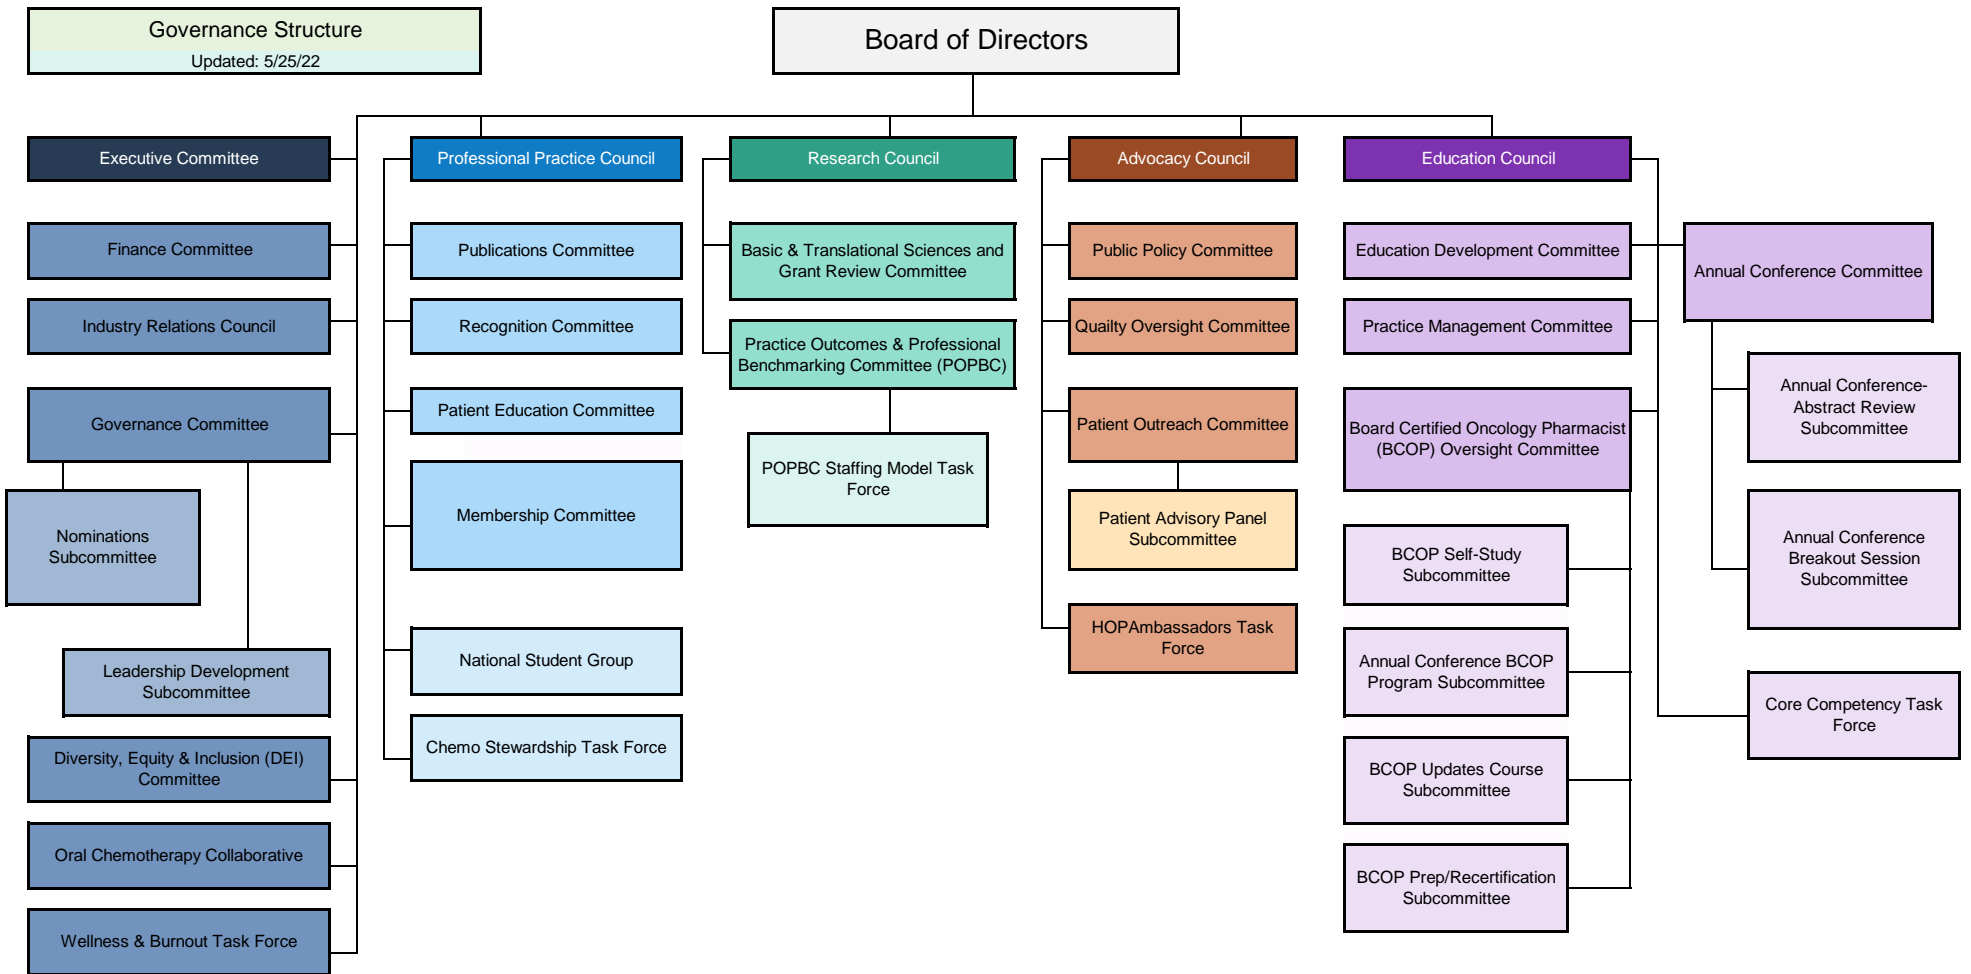 Governance Structure
Updated: 5/25/22
Board of Directors
Executive Committee
Finance Committee
Industry Relations Council
Governance Committee
Nominations
Subcommittee
Leadership Development
Subcommittee
Diversity, Equity & Inclusion (DEI)
Committee
Oral Chemotherapy Collaborative
Wellness & Burnout Task Force
Professional Practice Council
Publications Committee
Recognition Committee
Patient Education Committee
Membership Committee
National Student Group
Chemo Stewardship Task Force
Research Council
Basic & Translational Sciences and
Grant Review Committee
Practice Outcomes & Professional
Benchmarking Committee (POPBC)
POPBC Staffing Model Task
Force
Advocacy Council
Public Policy Committee
Quailty Oversight Committee
Patient Outreach Committee
Patient Advisory Panel
Subcommittee
HOPAmbassadors Task
Force
Education Council
Education Development Committee
Practice Management Committee
Board Certified Oncology Pharmacist
(BCOP) Oversight Committee
BCOP Self-Study
Subcommittee
Annual Conference BCOP
Program Subcommittee
BCOP Updates Course
Subcommittee
BCOP Prep/Recertification
Subcommittee
Annual Conference Committee
Annual Conference-
Abstract Review
Subcommittee
Annual Conference
Breakout Session
Subcommittee
Core Competency Task
Force